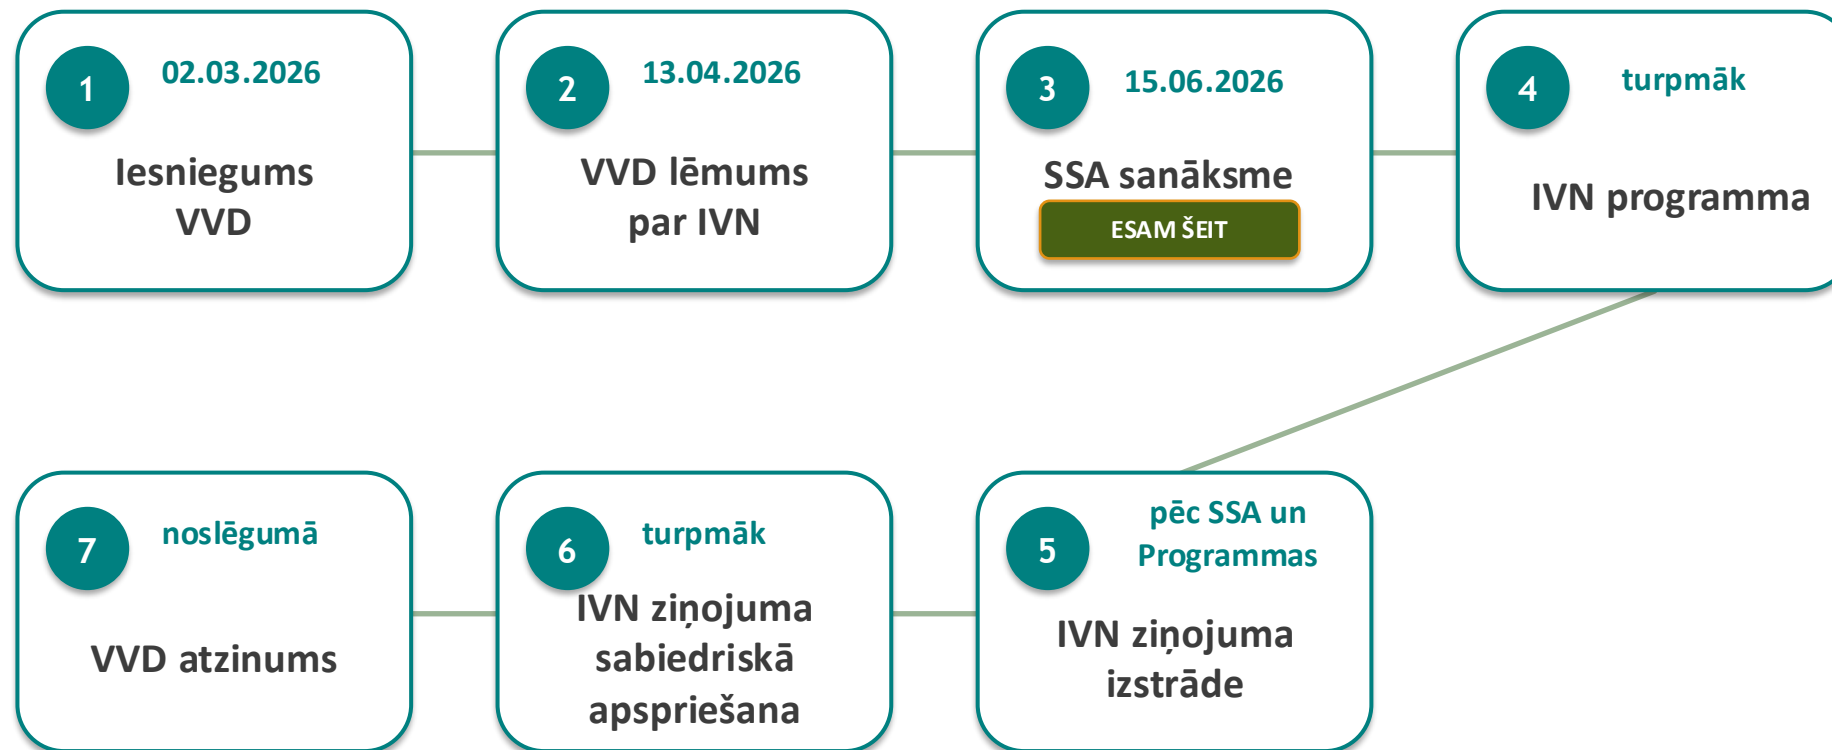 1
02.03.2026
Iesniegums
VVD
2
13.04.2026
VVD lēmums
par IVN
3
15.06.2026
SSA sanāksme
ESAM ŠEIT
4
turpmāk
IVN programma
5
pēc SSA un
Programmas
IVN ziņojuma
izstrāde
6
turpmāk
IVN ziņojuma
sabiedriskā
apspriešana
7
noslēgumā
VVD atzinums